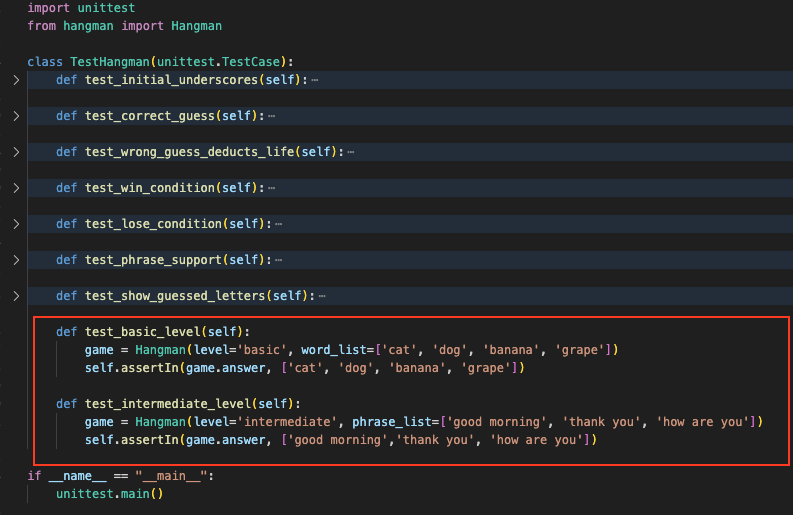 import unittest
from hangman import Hangman
class TestHangman(unittest.TestCase):
def test_initial_underscores(self):…
def test_correct_guess(self):…
def test_wrong_guess_deducts_life(self):…
def test_win_condition(self):…
def test_lose_condition(self):…
def test_phrase_support(self):…
def test_show_guessed_letters(self):…
def test_basic_level(self):
game = Hangman(level='basic', word_list=['cat', 'dog', 'banana', 'grape'])
self.assertIn(game.answer, ['cat', 'dog', 'banana', 'grape'])
def test_intermediate_level(self):
game = Hangman(level='intermediate', phrase_list=['good morning', 'thank you', 'how are you'])
self.assertIn(game.answer, ['good morning','thank you', 'how are you'])
if __name__ == "__main__":
unittest.main()